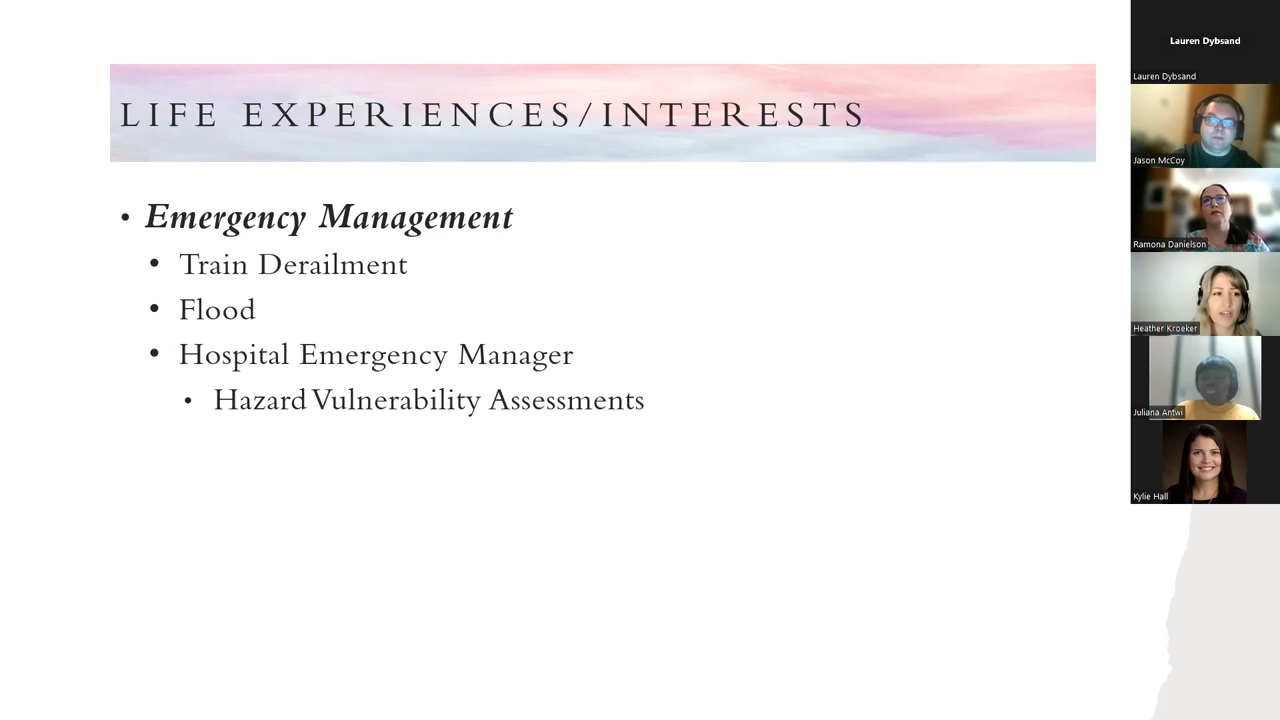 LIFE EXPERIENCES/INTERESTS
• Emergency Management
• Train Derailment
• Flood
• Hospital Emergency Manager
• Hazard Vulnerability Assessments
Lauren Dybsand
Lauren Dybsand
Jason McCoy
Ramona Danielson
Heather Kroeker
Juliana Antwi
Kylie Hall